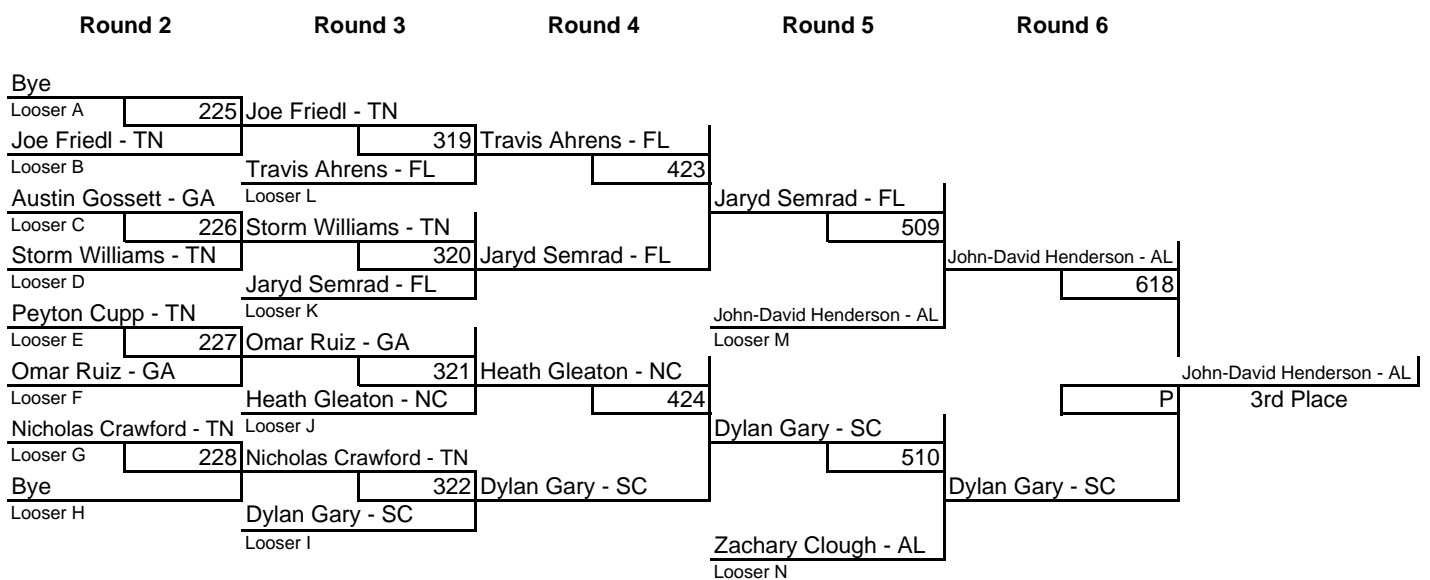 Round 2 Round 3 Round 4 Round 5 Round 6
Bye
Looser A 225 Joe Friedl - TN
Joe Friedl - TN 319 Travis Ahrens - FL
Looser B Travis Ahrens - FL 423
Austin Gossett - GA Looser L Jaryd Semrad - FL
Looser C 226 Storm Williams - TN 509
Storm Williams - TN 320 Jaryd Semrad - FL John-David Henderson - AL
Looser D Jaryd Semrad - FL 618
Peyton Cupp - TN Looser K John-David Henderson - AL
Looser E 227 Omar Ruiz - GA Looser M
Omar Ruiz - GA 321 Heath Gleaton - NC John-David Henderson - AL
Looser F Heath Gleaton - NC 424 P 3rd Place
Nicholas Crawford - TN Looser J Dylan Gary - SC
Looser G 228 Nicholas Crawford - TN 510
Bye 322 Dylan Gary - SC Dylan Gary - SC
Looser H Dylan Gary - SC
Looser I Zachary Clough - AL
Looser N